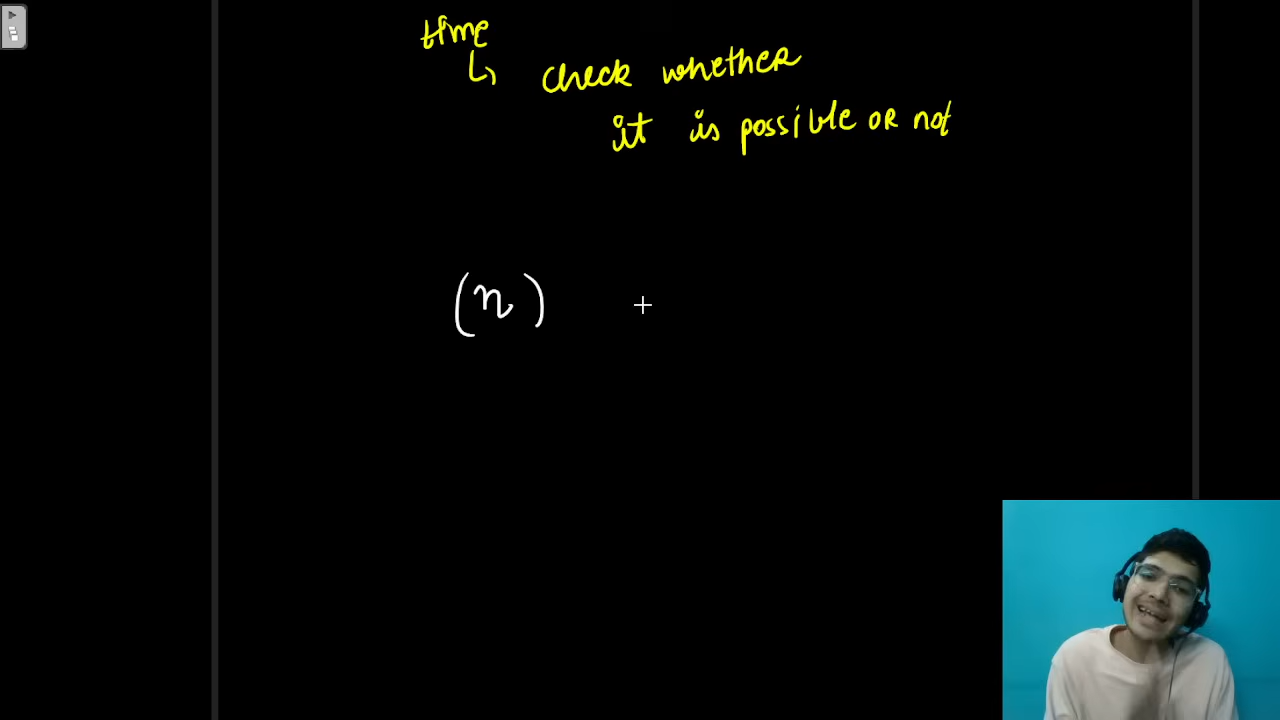 time
↳ check whether
it is possible OR not
(n)